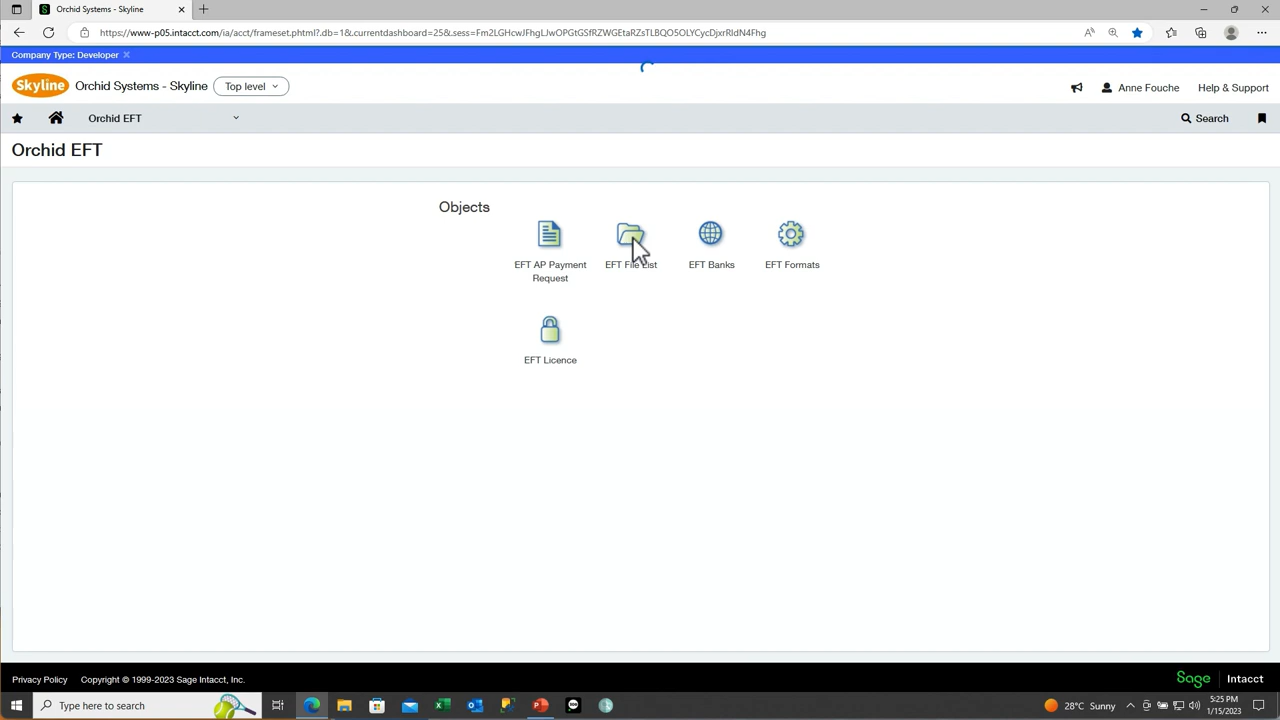 Orchid Systems - Skyline
https://www-p05.intacct.com/ia/acct/frameset.phtml?.db=1&currentdashboard=25&sess=Fm2LGHcwJFhgLJwOPGtGSfRZWGEtaRZsTLBQO5OLYCycDjxrRIdN4Fhg
Company Type: Developer
Skyline Orchid Systems - Skyline Top level
Anne Fouche Help & Support
Orchid EFT
Search
Orchid EFT
Objects
EFT AP Payment
Request
EFT File List
EFT Banks
EFT Formats
EFT Licence
Privacy Policy Copyright © 1999-2023 Sage Intacct, Inc.
Sage Intacct
Type here to search
28°C Sunny
5:25 PM
1/15/2023